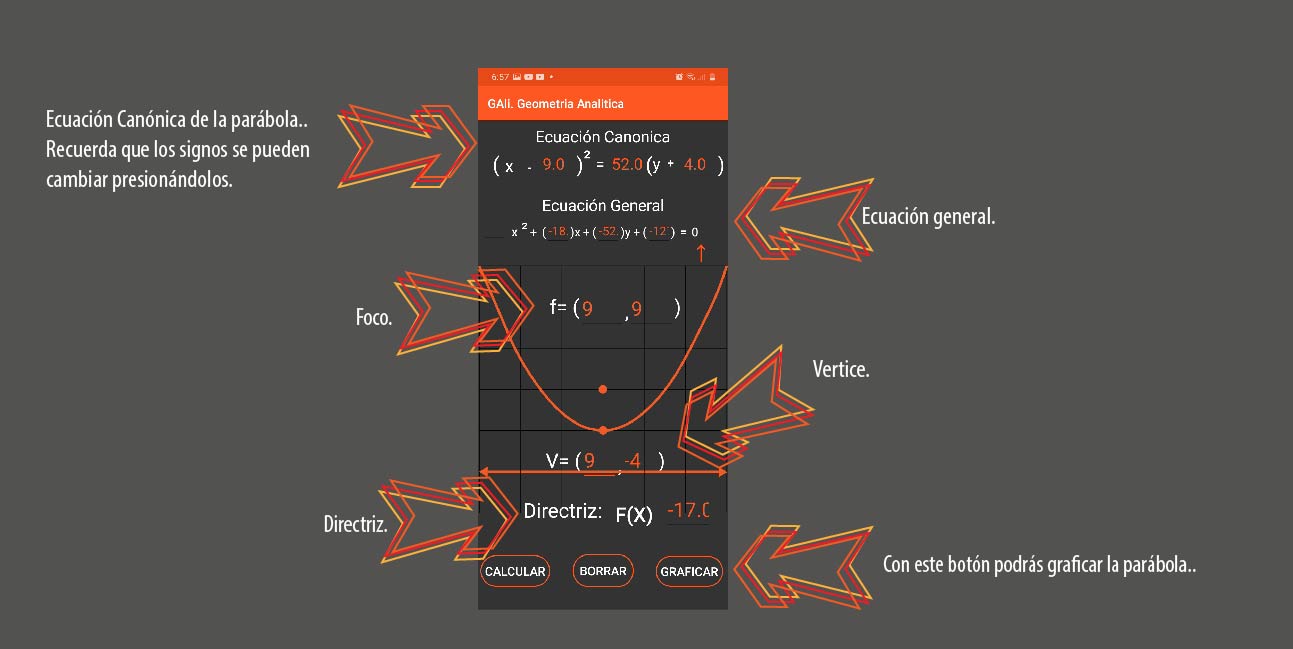 6:57
GAii. Geometria Analitica
Ecuación Canónica de la parábola..
Recuerda que los signos se pueden
cambiar presionándolos.
Ecuación Canonica
( x - 9.0 )² = 52.0 (y + 4.0 )
Ecuación General
x² + (-18.)x+(-52.)y+(-12) = 0
Ecuación general.
↑
Foco.
f= (9 ,9 )
Vertice.
V= (9 ,-4 )
Directriz.
Directriz: F(X) -17.0
CALCULAR BORRAR GRAFICAR
Con este botón podrás graficar la parábola..